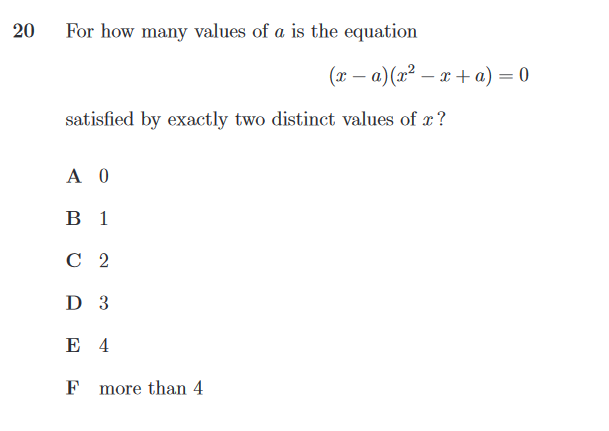 20 For how many values of a is the equation
(x − a)(x² − x + a) = 0
satisfied by exactly two distinct values of x?
A 0
B 1
C 2
D 3
E 4
F more than 4